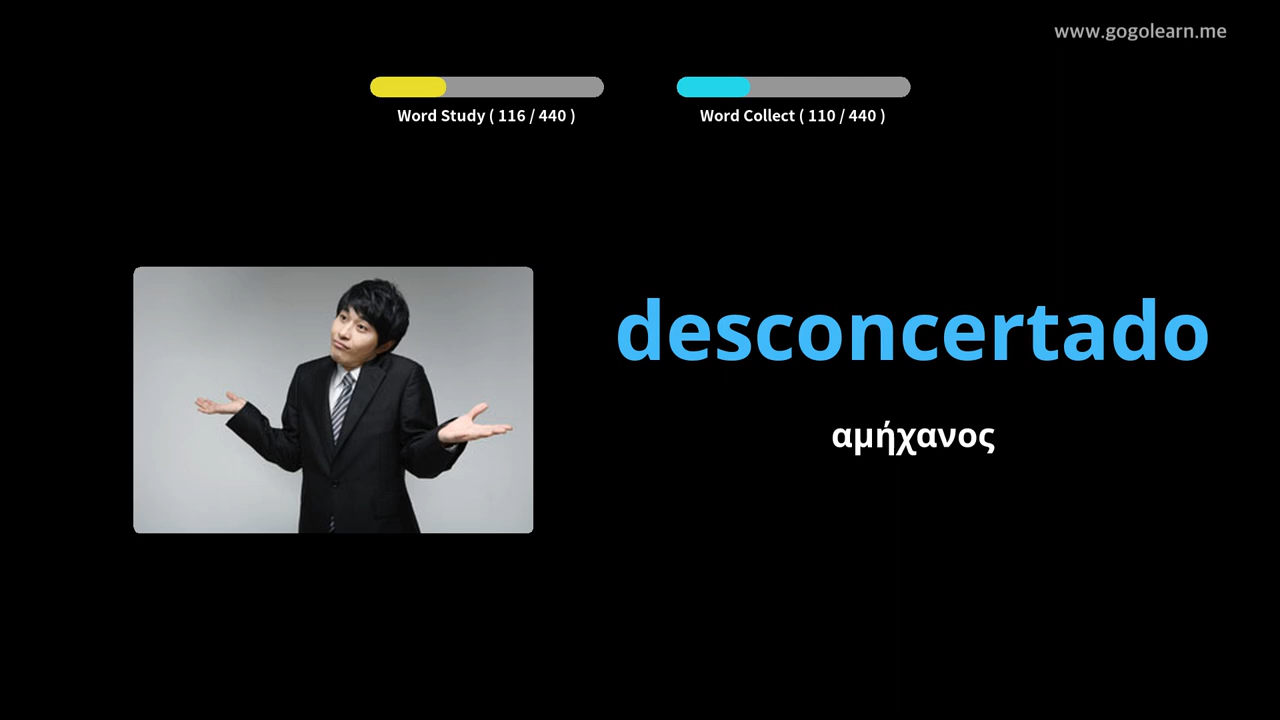 www.gogolearn.me
Word Study ( 116 / 440 )
Word Collect ( 110 / 440 )
desconcertado
αμήχανος